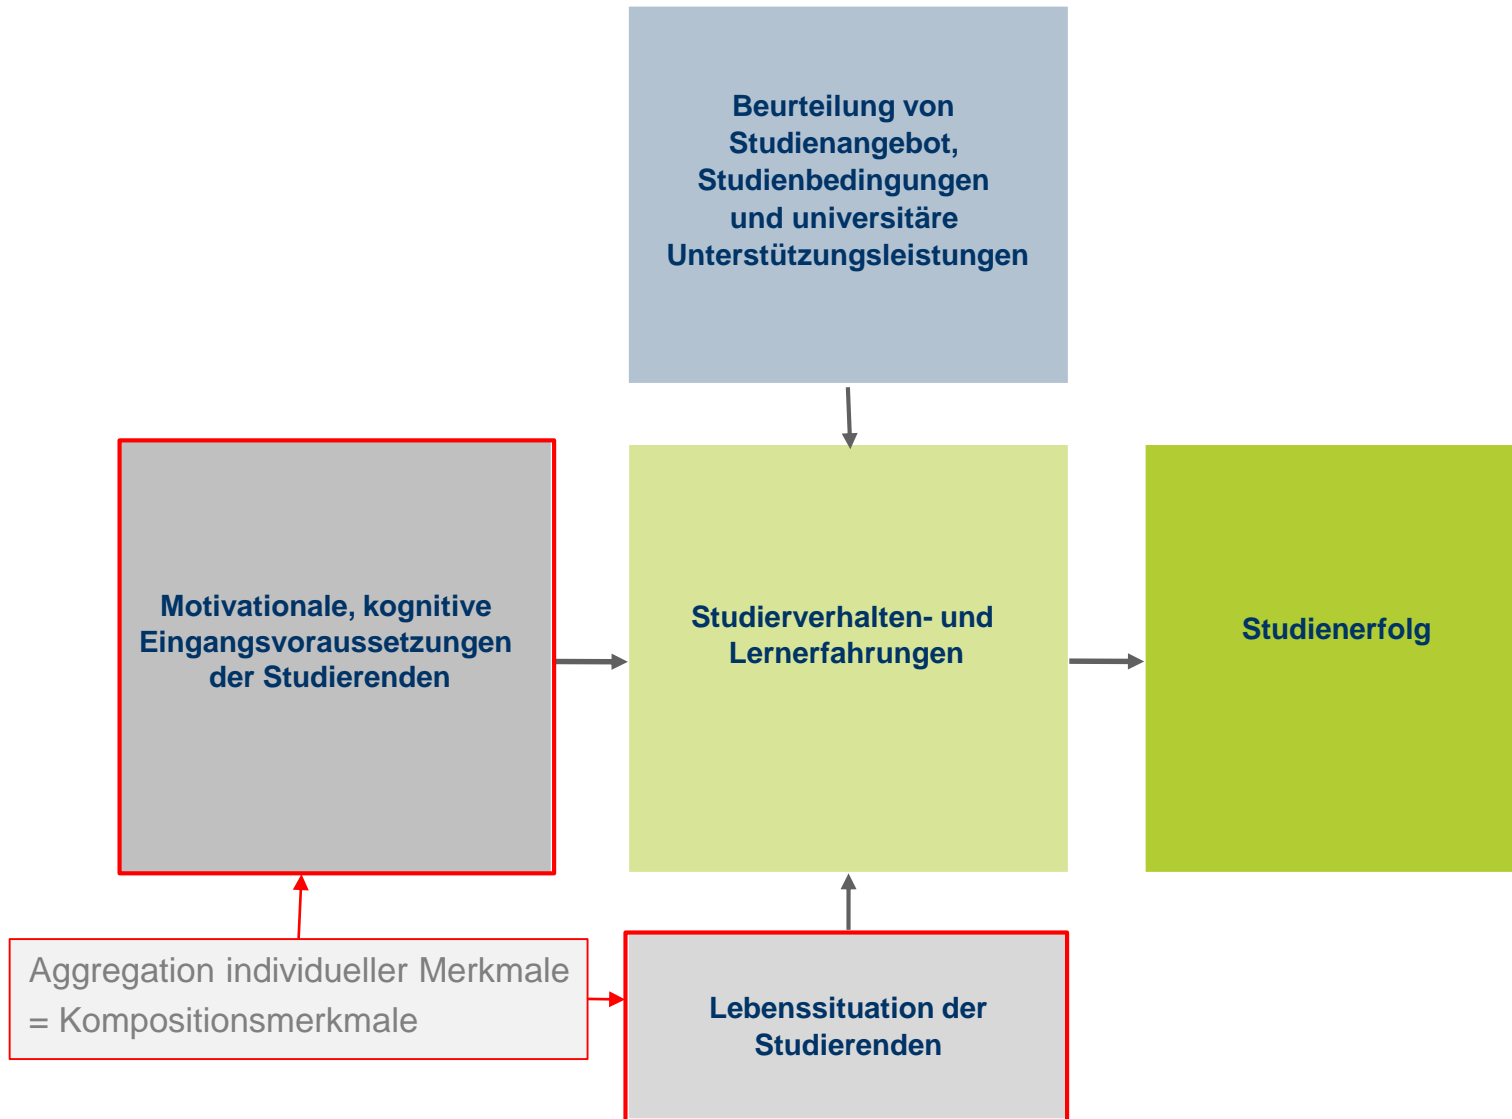 Beurteilung von
Studienangebot,
Studienbedingungen
und universitäre
Unterstützungsleistungen
Motivationale, kognitive
Eingangsvoraussetzungen
der Studierenden
Studierverhalten- und
Lernerfahrungen
Studienerfolg
Aggregation individueller Merkmale
= Kompositionsmerkmale
Lebenssituation der
Studierenden